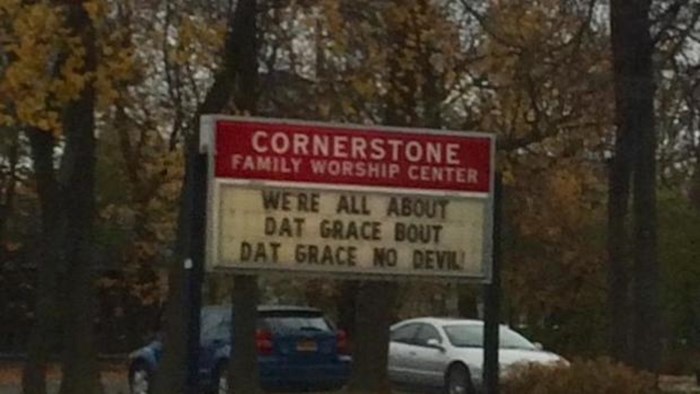 CORNERSTONE
FAMILY WORSHIP CENTER
WE'RE ALL ABOUT
DAT GRACE BOUT
DAT GRACE NO DEVIL!